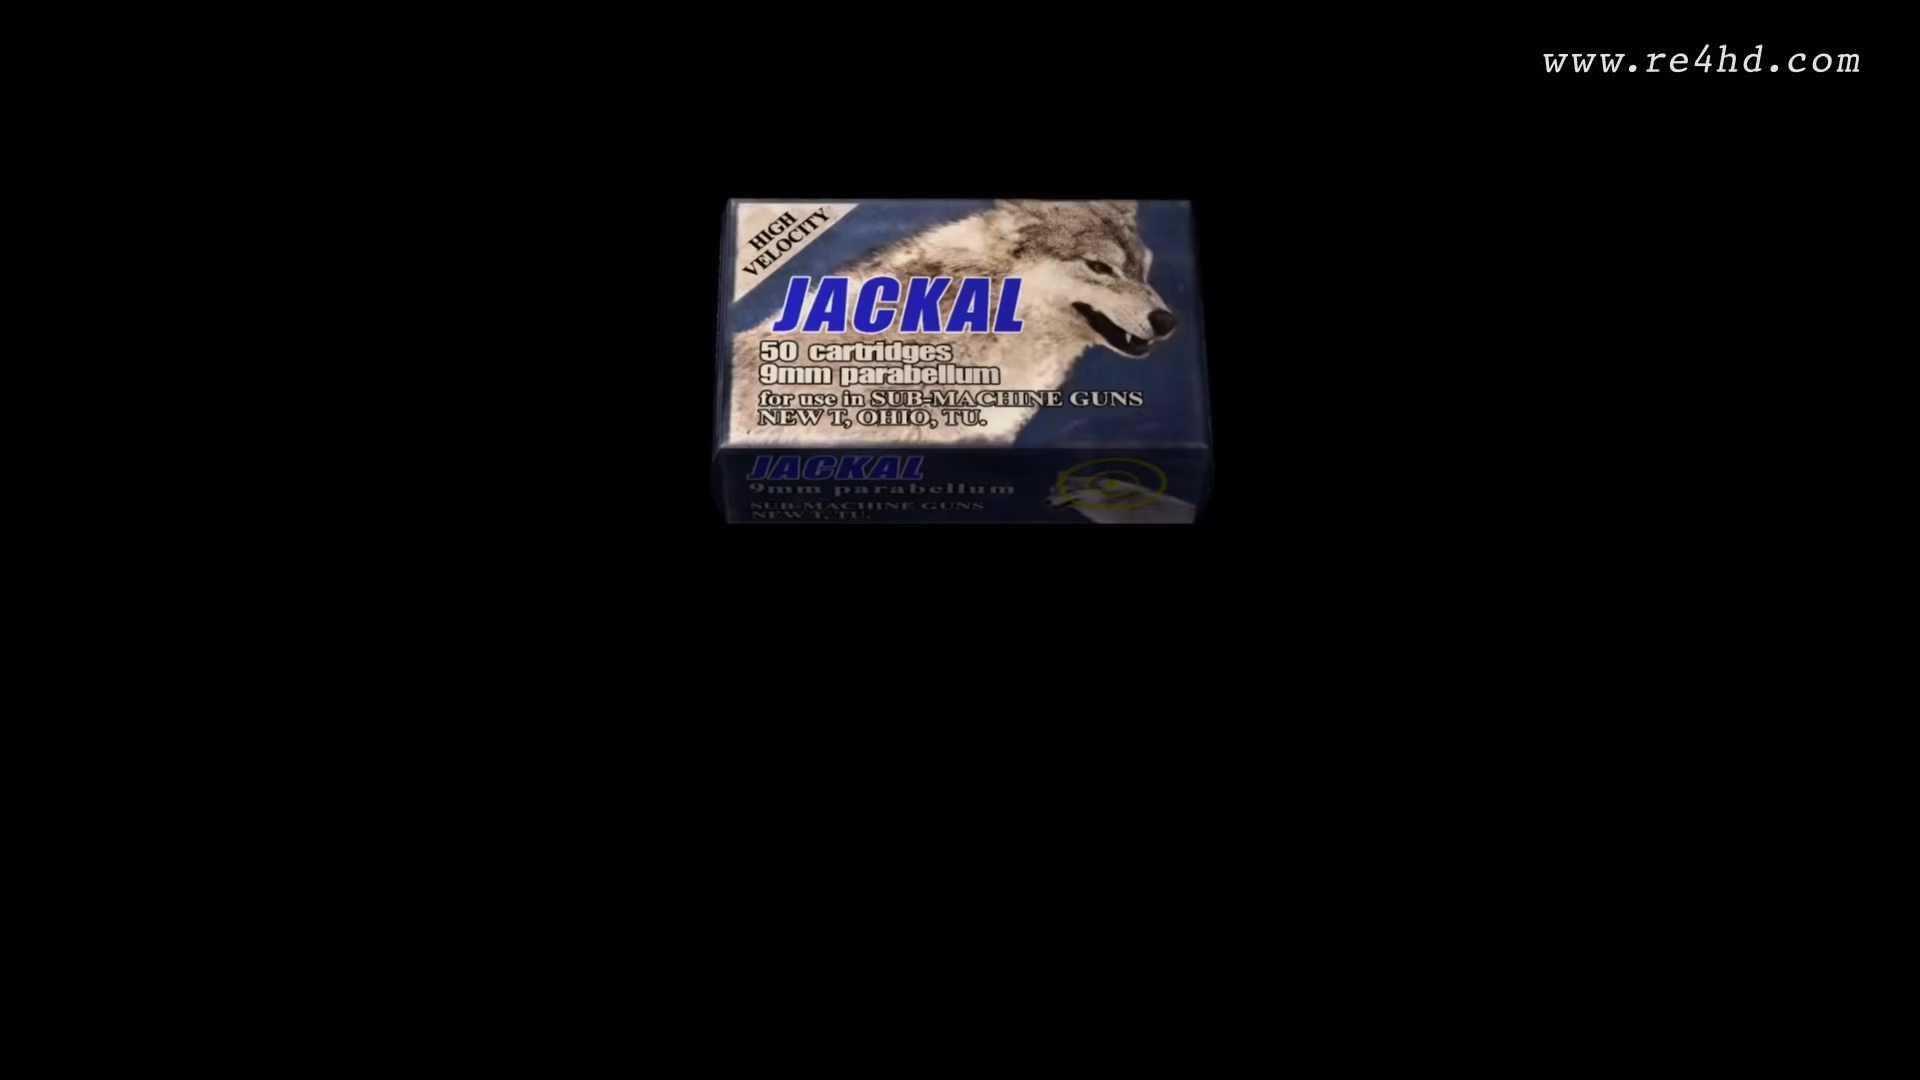 www.re4hd.com
HIGH
VELOCITY
JACKAL
50 cartridges
9mm parabellum
for use in SUB-MACHINE GUNS
NEW T, OHIO, TU.
JACKAL
9mm parabellum
SUB-MACHINE GUNS
NEW T, TU.